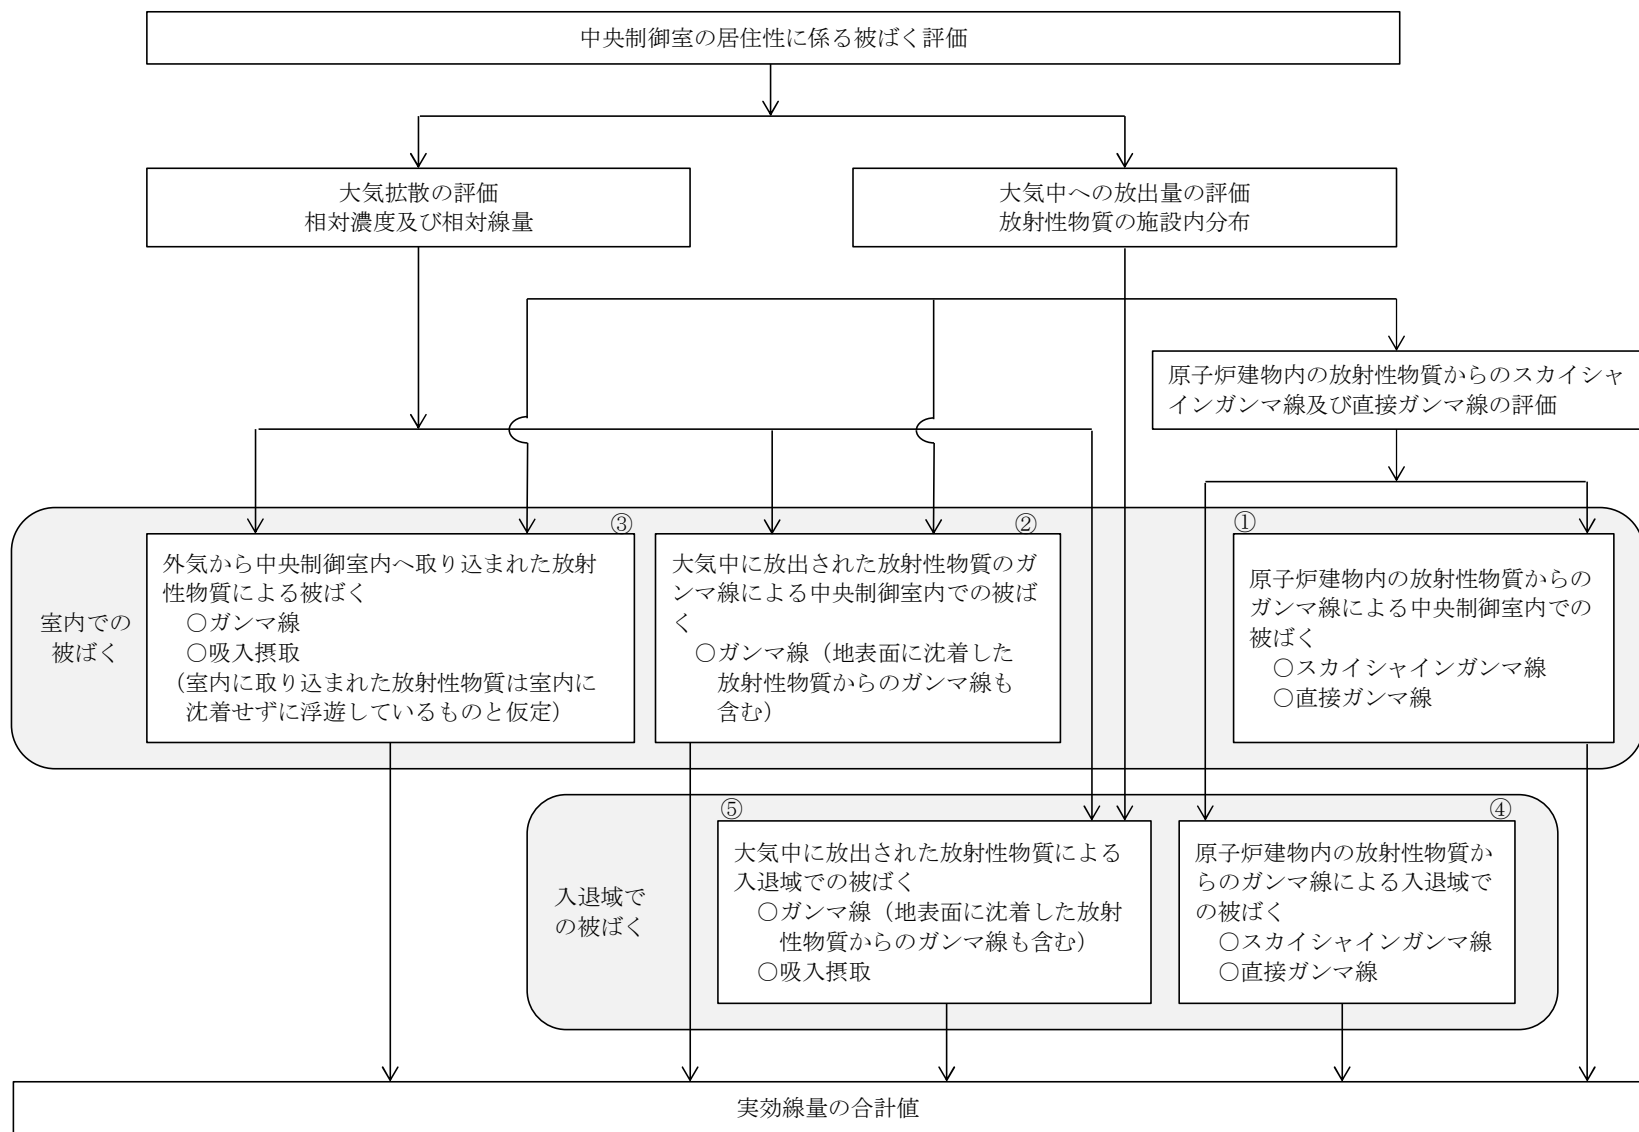 中央制御室の居住性に係る被ばく評価
大気拡散の評価
相対濃度及び相対線量
大気中への放出量の評価
放射性物質の施設内分布
原子炉建物内の放射性物質からのスカイシャ
インガンマ線及び直接ガンマ線の評価
室内での
被ばく
③
外気から中央制御室内へ取り込まれた放射
性物質による被ばく
○ガンマ線
○吸入摂取
（室内に取り込まれた放射性物質は室内に
沈着せずに浮遊しているものと仮定）
②
大気中に放出された放射性物質のガ
ンマ線による中央制御室内での被ば
く
○ガンマ線（地表面に沈着した
放射性物質からのガンマ線も
含む）
①
原子炉建物内の放射性物質からの
ガンマ線による中央制御室内での
被ばく
○スカイシャインガンマ線
○直接ガンマ線
入退域で
の被ばく
⑤
大気中に放出された放射性物質による
入退域での被ばく
○ガンマ線（地表面に沈着した放射
性物質からのガンマ線も含む）
○吸入摂取
④
原子炉建物内の放射性物質か
らのガンマ線による入退域で
の被ばく
○スカイシャインガンマ線
○直接ガンマ線
実効線量の合計値